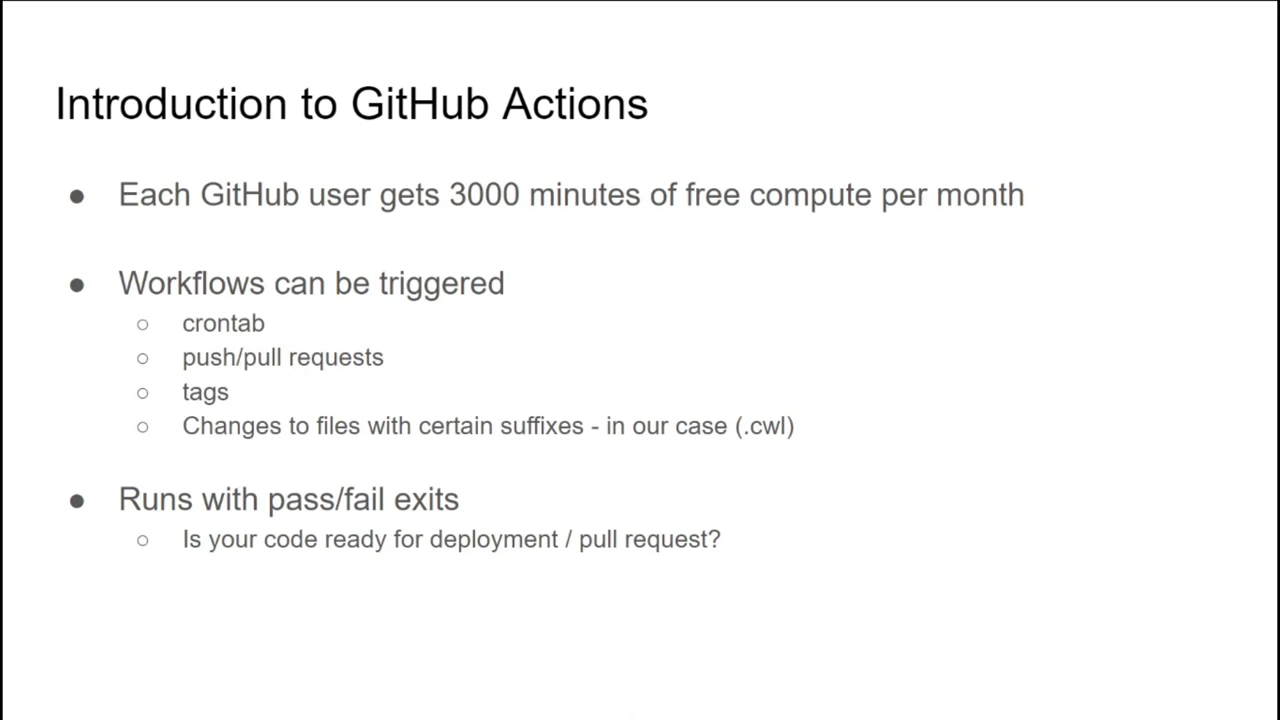 Introduction to GitHub Actions
● Each GitHub user gets 3000 minutes of free compute per month
● Workflows can be triggered
○ crontab
○ push/pull requests
○ tags
○ Changes to files with certain suffixes - in our case (.cwl)
● Runs with pass/fail exits
○ Is your code ready for deployment / pull request?